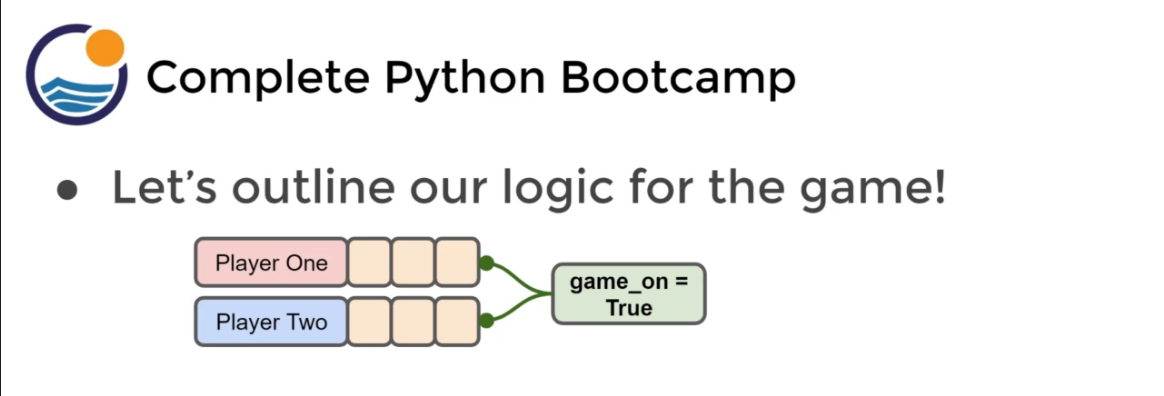 Complete Python Bootcamp
● Let’s outline our logic for the game!
Player One
Player Two
game_on =
True